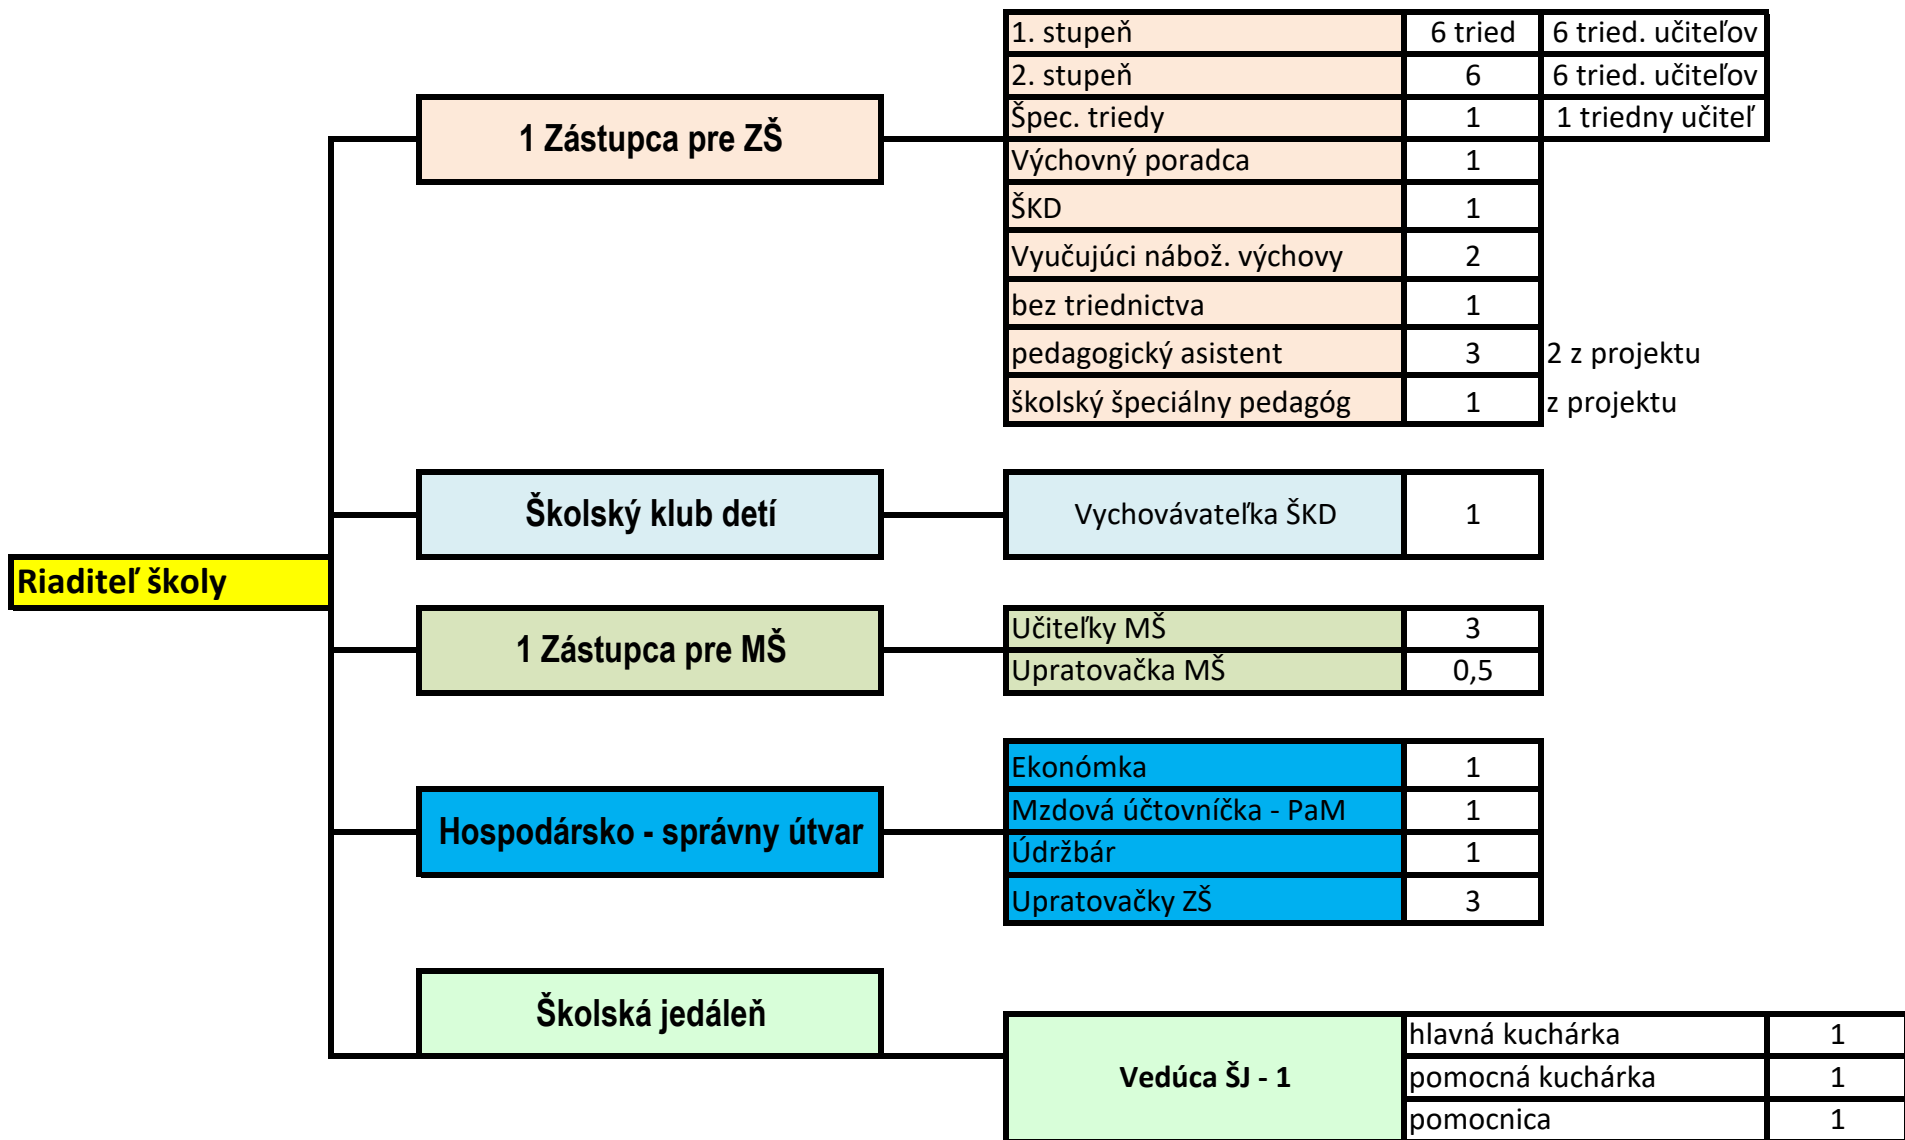 1. stupeň 6 tried 6 tried. učiteľov
2. stupeň 6 6 tried. učiteľov
1 Zástupca pre ZŠ
Špec. triedy 1 1 triedny učiteľ
Výchovný poradca 1
ŠKD 1
Vyučujúci nábož. výchovy 2
bez triednictva 1
pedagogický asistent 3 2 z projektu
školský špeciálny pedagóg 1 z projektu
Školský klub detí
Vychovávateľka ŠKD 1
Riaditeľ školy
1 Zástupca pre MŠ
Učiteľky MŠ 3
Upratovačka MŠ 0,5
Hospodársko - správny útvar
Ekonómka 1
Mzdová účtovníčka - PaM 1
Údržbár 1
Upratovačky ZŠ 3
Školská jedáleň
Vedúca ŠJ - 1
hlavná kuchárka 1
pomocná kuchárka 1
pomocnica 1